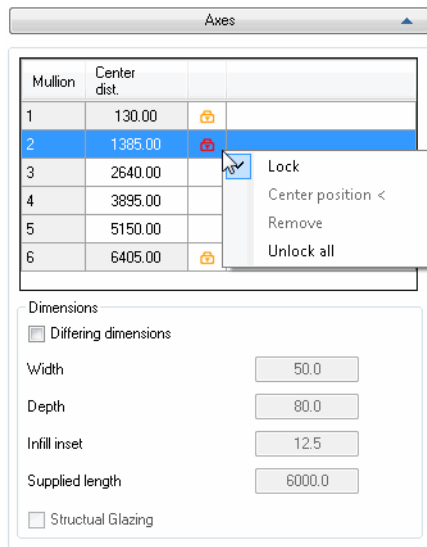 Axes
Mullion Center dist.
1 130.00
2 1385.00
3 2640.00
4 3895.00
5 5150.00
6 6405.00
Lock
Center position <
Remove
Unlock all
Dimensions
Differing dimensions
Width 50.0
Depth 80.0
Infill inset 12.5
Supplied length 6000.0
Structual Glazing